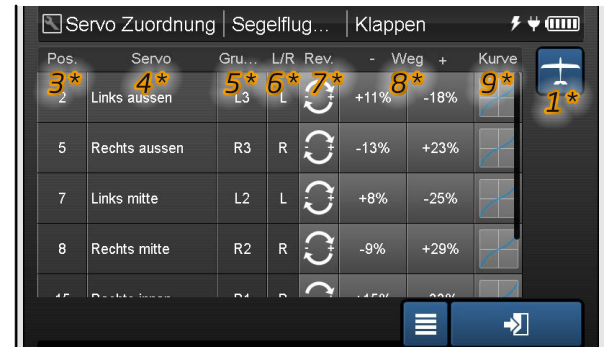 Servo Zuordnung Segelflug... Klappen
Pos. Servo Gru... L/R Rev. - Weg + Kurve
3* 4* 5* 6* 7* 8* 9* 1*
2 Links aussen L3 L +11% -18%
5 Rechts aussen R3 R -13% +23%
7 Links mitte L2 L +8% -25%
8 Rechts mitte R2 R -9% +29%